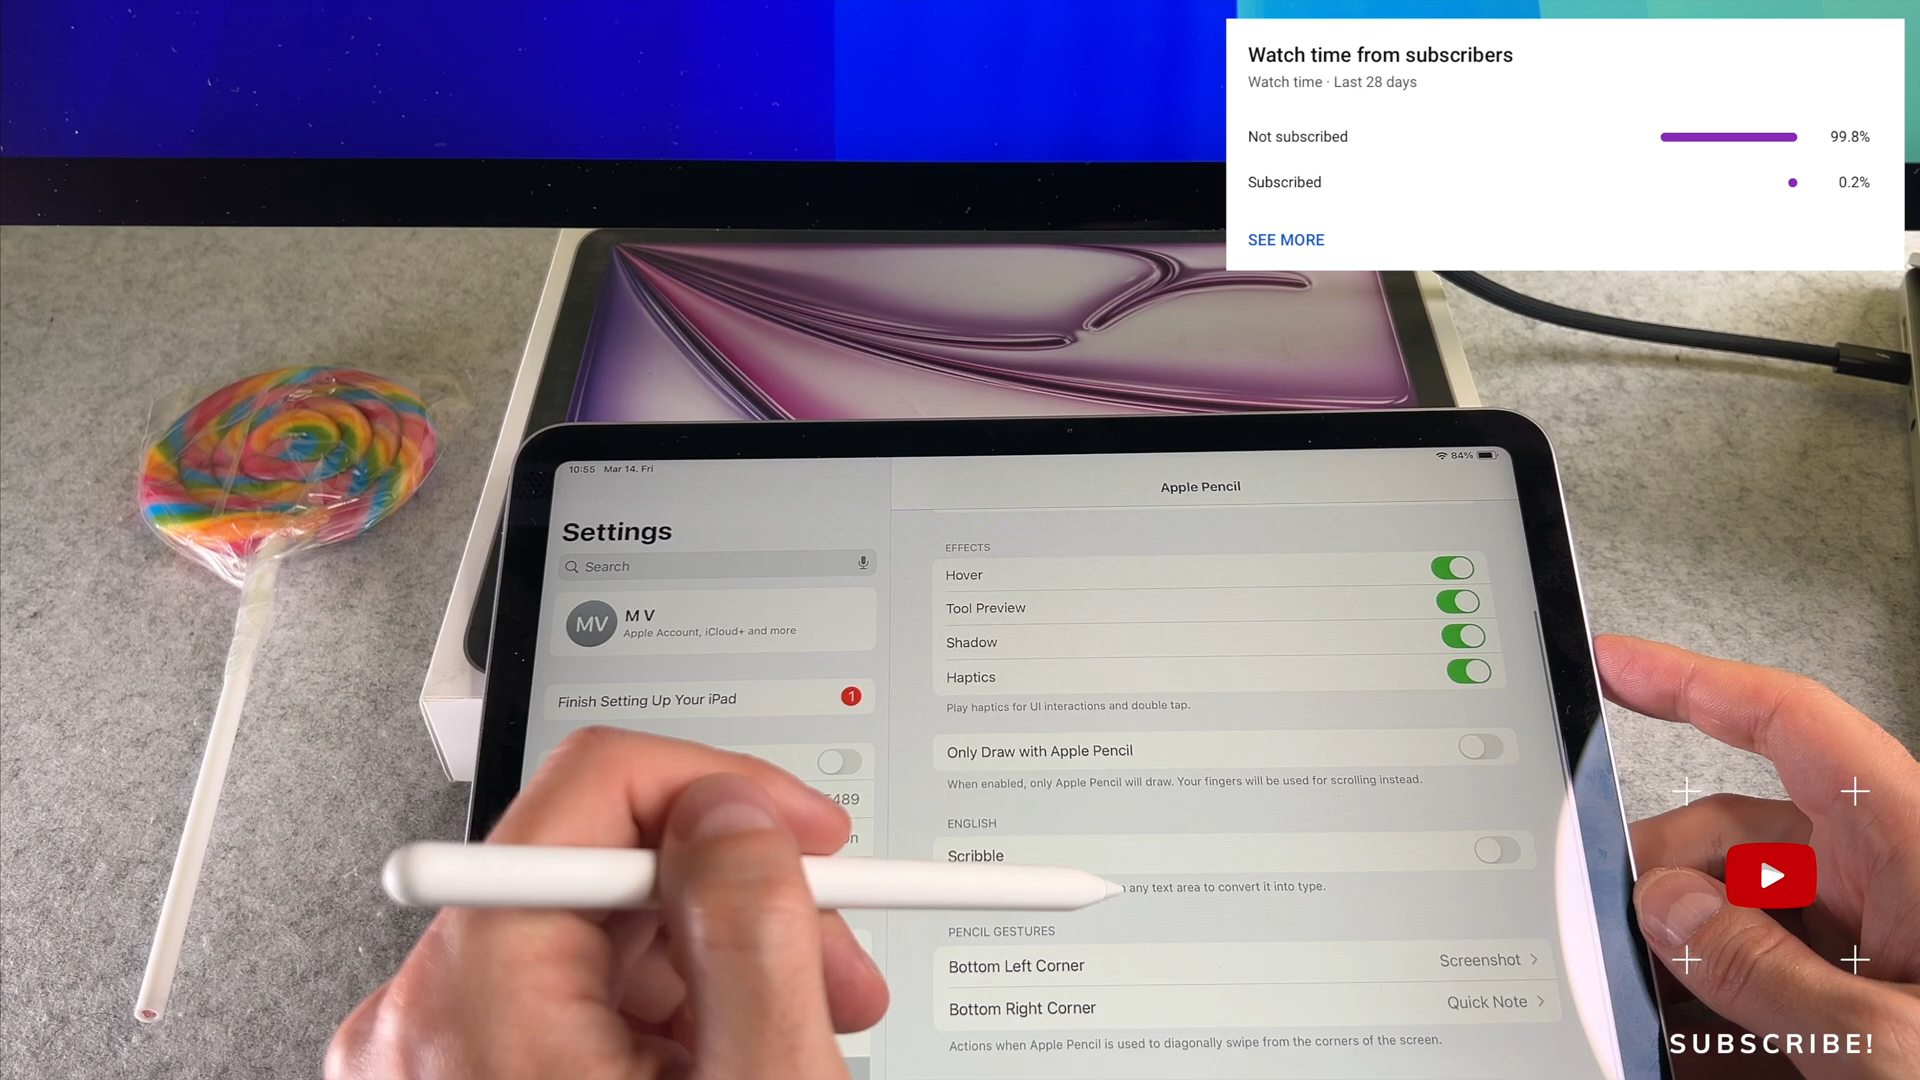 Watch time from subscribers
Watch time · Last 28 days
Not subscribed 99.8%
Subscribed 0.2%
SEE MORE
10:55 Mar 14. Fri
84%
Apple Pencil
Settings
Search
MV
M V
Apple Account, iCloud+ and more
Finish Setting Up Your iPad
1
489
on
EFFECTS
Hover
Tool Preview
Shadow
Haptics
Play haptics for UI interactions and double tap.
Only Draw with Apple Pencil
When enabled, only Apple Pencil will draw. Your fingers will be used for scrolling instead.
ENGLISH
Scribble
any text area to convert it into type.
PENCIL GESTURES
Bottom Left Corner Screenshot
Bottom Right Corner Quick Note
Actions when Apple Pencil is used to diagonally swipe from the corners of the screen.
SUBSCRIBE!